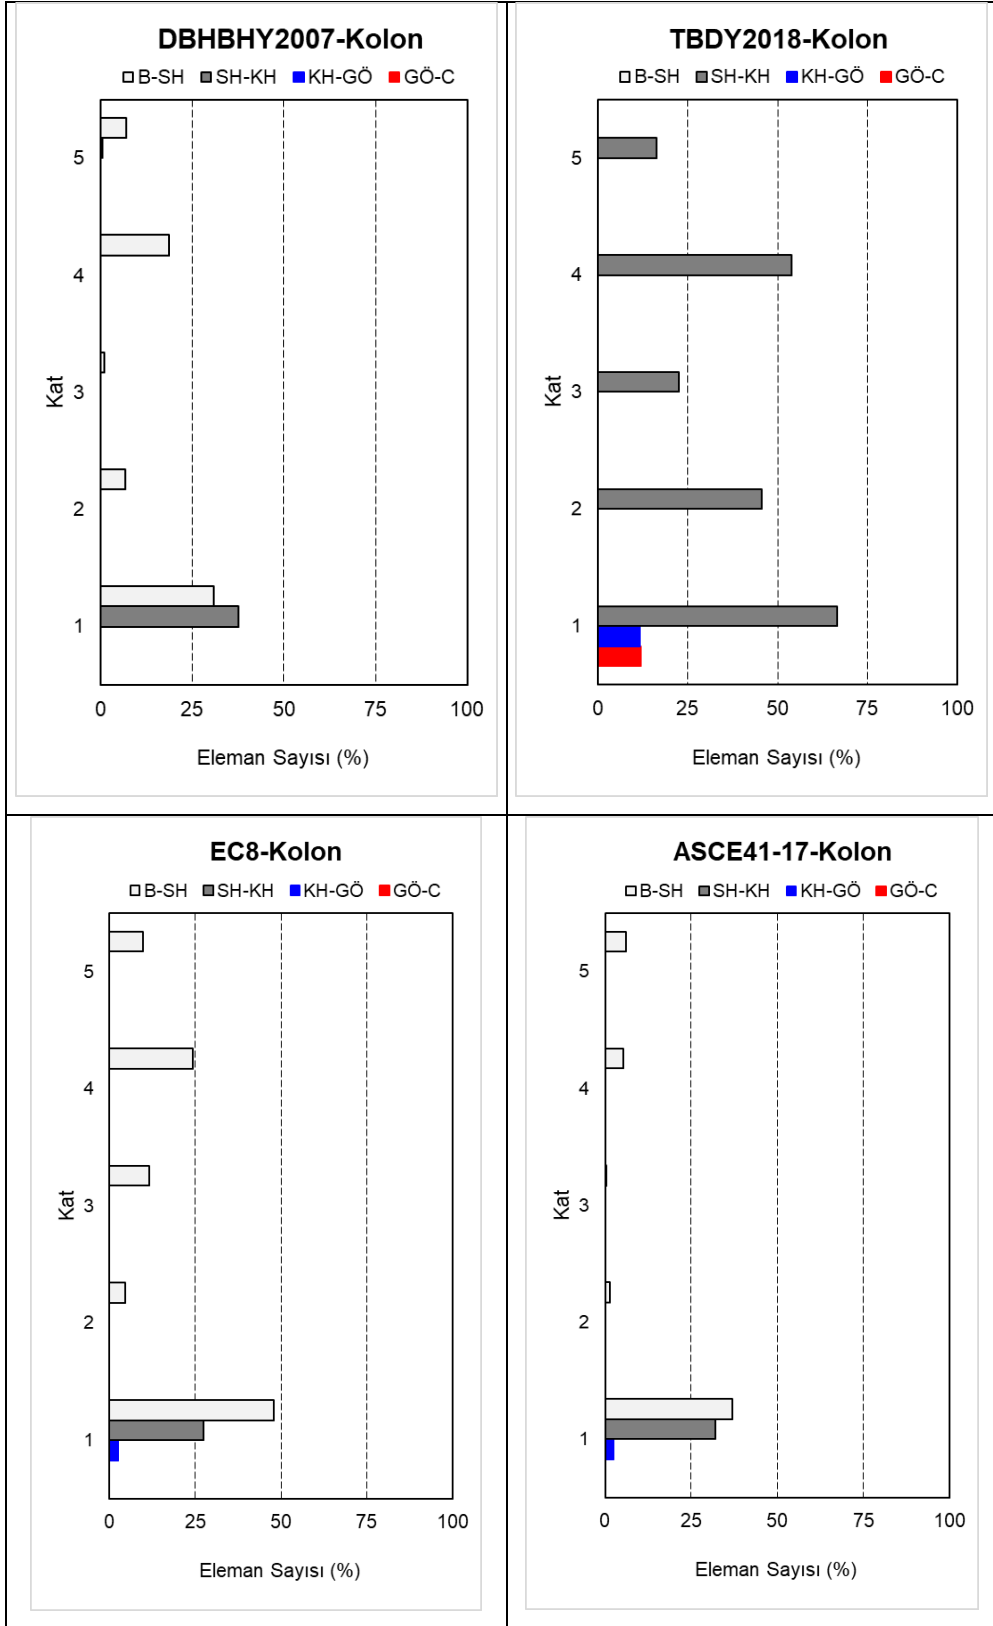 DBHBHY2007-Kolon
B-SH SH-KH KH-GÖ GÖ-C
5
4
3
2
1
Kat
0 25 50 75 100
Eleman Sayısı (%)
TBDY2018-Kolon
B-SH SH-KH KH-GÖ GÖ-C
5
4
3
2
1
Kat
0 25 50 75 100
Eleman Sayısı (%)
EC8-Kolon
B-SH SH-KH KH-GÖ GÖ-C
5
4
3
2
1
Kat
0 25 50 75 100
Eleman Sayısı (%)
ASCE41-17-Kolon
B-SH SH-KH KH-GÖ GÖ-C
5
4
3
2
1
Kat
0 25 50 75 100
Eleman Sayısı (%)